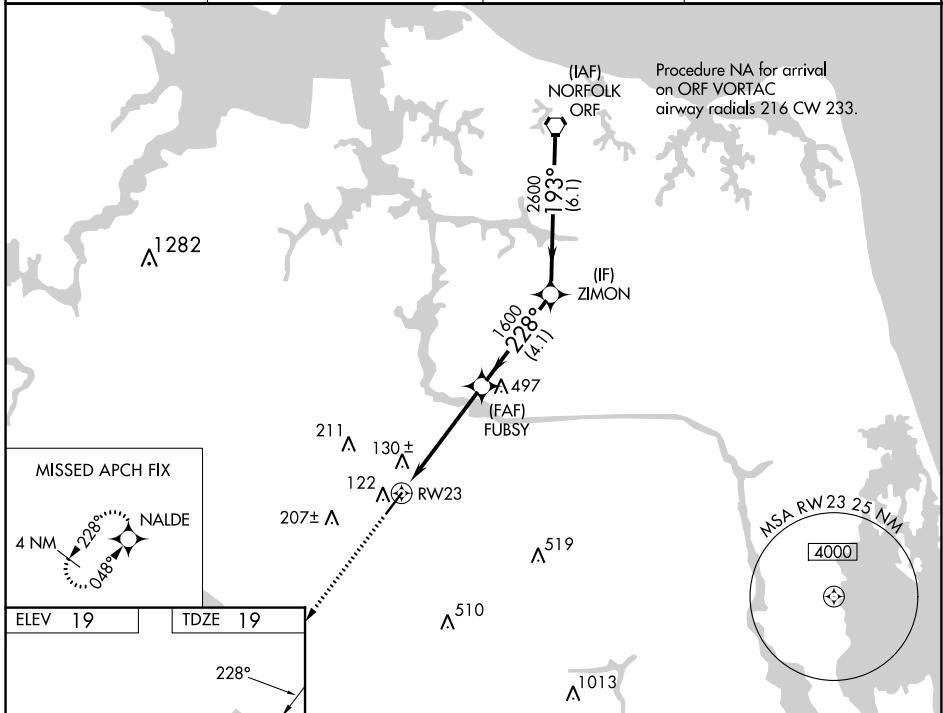 (IAF)
NORFOLK
ORF
Procedure NA for arrival
on ORF VORTAC
airway radials 216 CW 233.
2600
193°
(6.1)
1282
(IF)
ZIMON
1600
228°
(4.1)
497
(FAF)
FUBSY
211
130±
122
RW23
207±
MISSED APCH FIX
NALDE
228°
4 NM
048°
MSA RW23 25 NM
4000
519
510
1013
ELEV 19
TDZE 19
228°